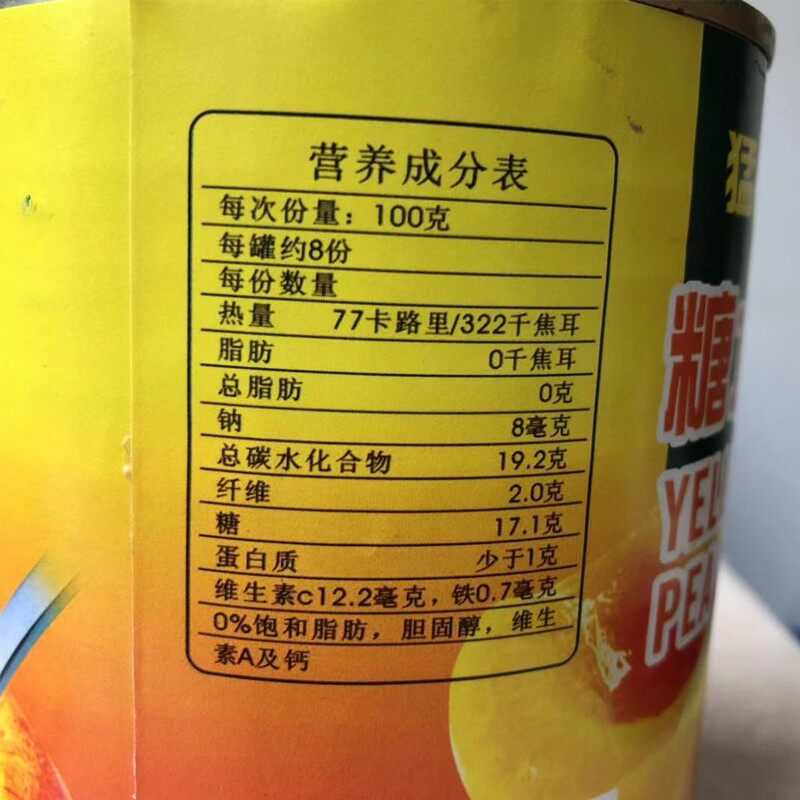 营养成分表
每次份量：100克
每罐约8份
每份数量
热量 77卡路里/322千焦耳
脂肪 0千焦耳
总脂肪 0克
钠 8毫克
总碳水化合物 19.2克
纤维 2.0克
糖 17.1克
蛋白质 少于1克
维生素c12.2毫克，铁0.7毫克
0%饱和脂肪，胆固醇，维生
素A及钙
猛
糖
YEL
PEA